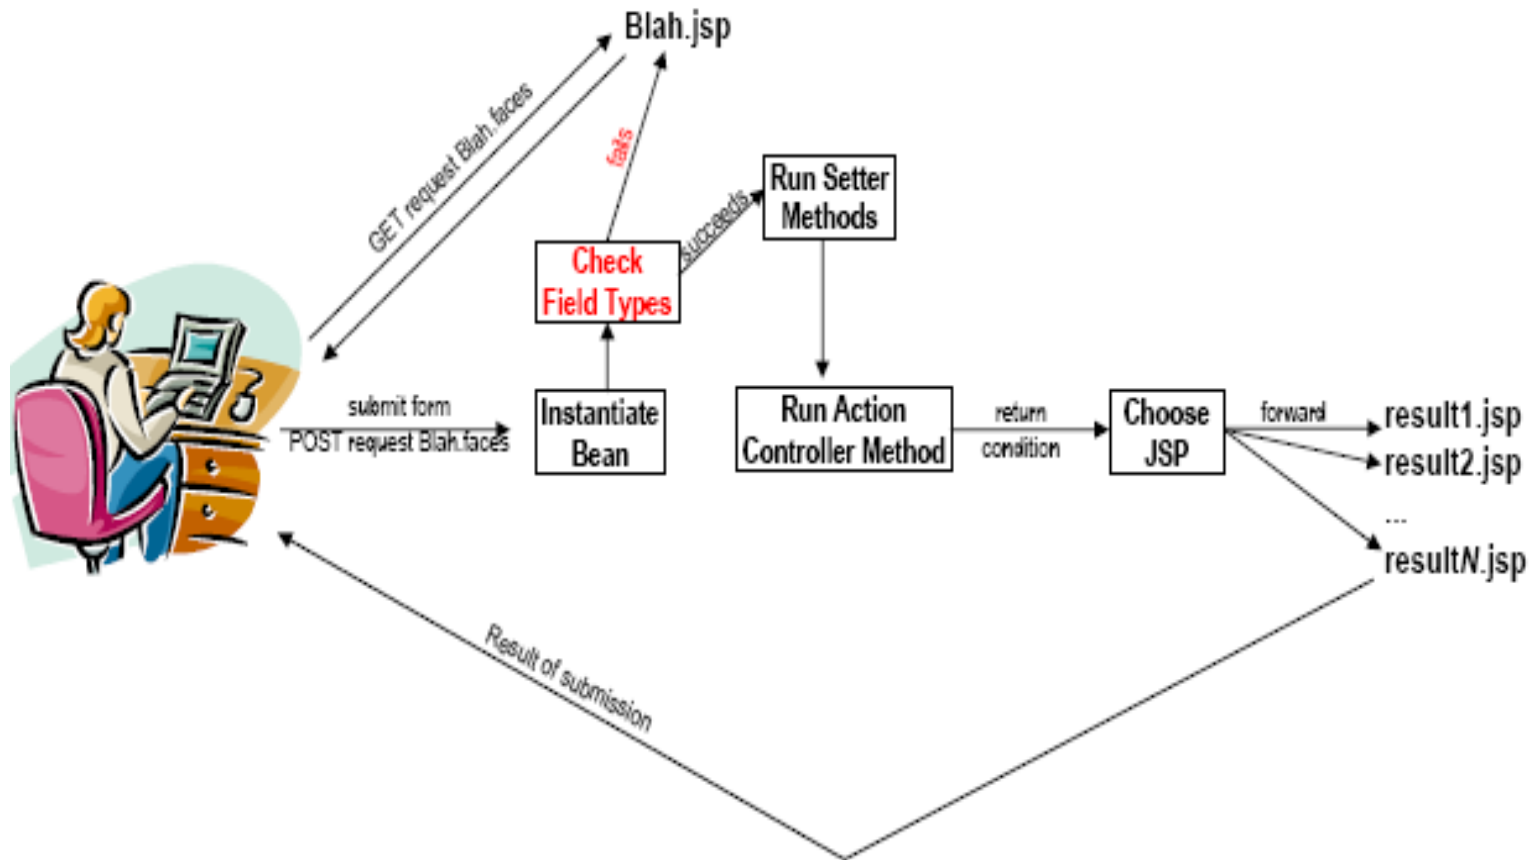 Blah.jsp
GET request Blah.faces
fails
succeeds
Run Setter
Methods
Check
Field Types
submit form
POST request Blah.faces
Instantiate
Bean
Run Action
Controller Method
return
condition
Choose
JSP
forward
result1.jsp
result2.jsp
...
resultN.jsp
Result of submission